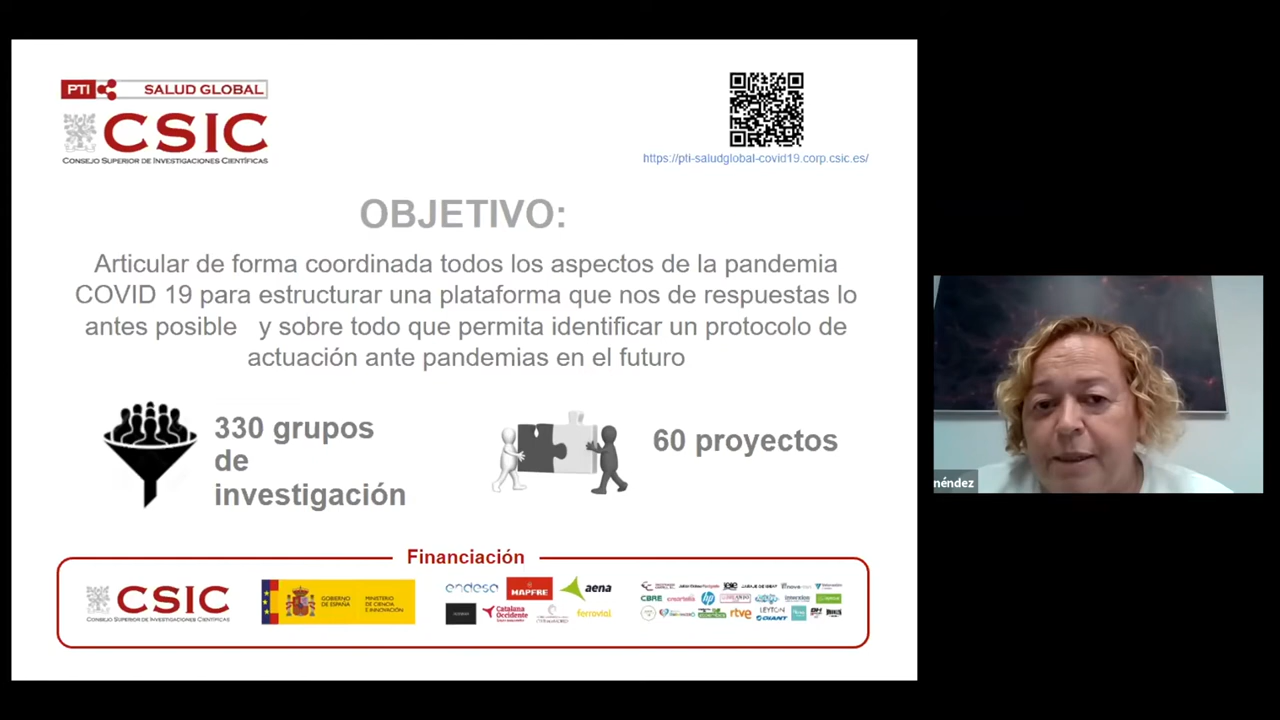 PTI SALUD GLOBAL
CSIC
CONSEJO SUPERIOR DE INVESTIGACIONES CIENTÍFICAS
https://pti-saludglobal-covid19.corp.csic.es/
OBJETIVO:
Articular de forma coordinada todos los aspectos de la pandemia
COVID 19 para estructurar una plataforma que nos de respuestas lo
antes posible y sobre todo que permita identificar un protocolo de
actuación ante pandemias en el futuro
330 grupos
de
investigación
60 proyectos
néndez
Financiación
CSIC
CONSEJO SUPERIOR DE INVESTIGACIONES CIENTÍFICAS
GOBIERNO
DE ESPAÑA
MINISTERIO
DE CIENCIA
E INNOVACIÓN
endesa
MAPFRE
aena
Catalana
Occidente
ferrovial
CBRE
hp
rtve
LEYTON
GIANT